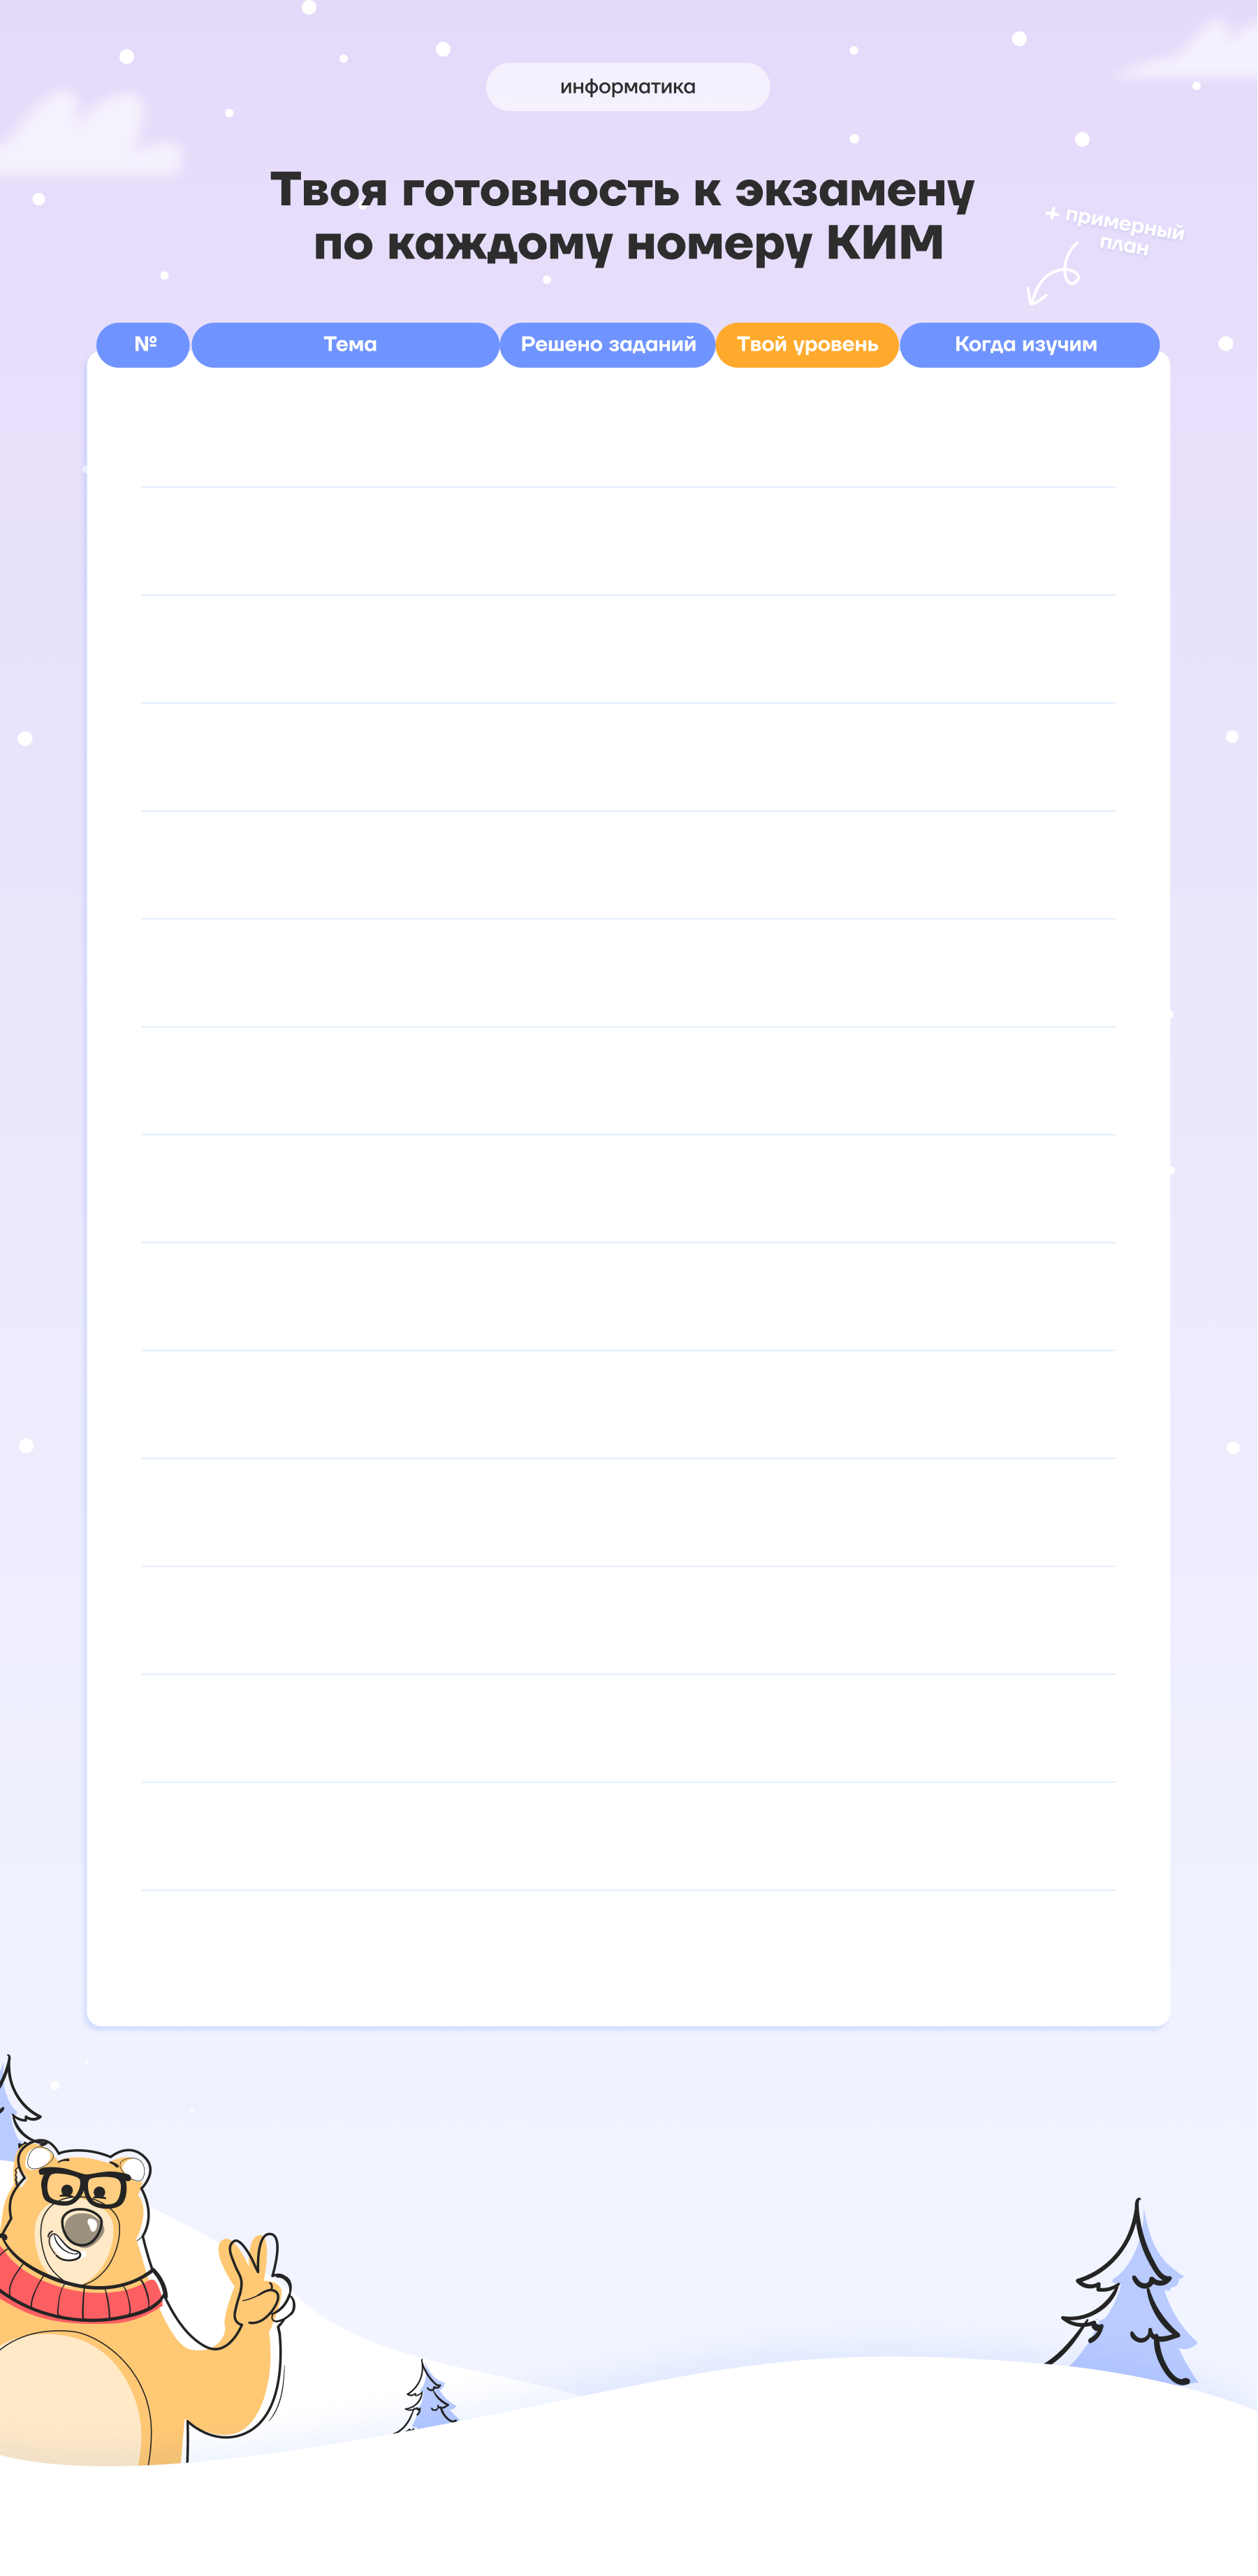 информатика
Твоя готовность к экзамену
по каждому номеру КИМ
+ примерный
план
№ Тема Решено заданий Твой уровень Когда изучим